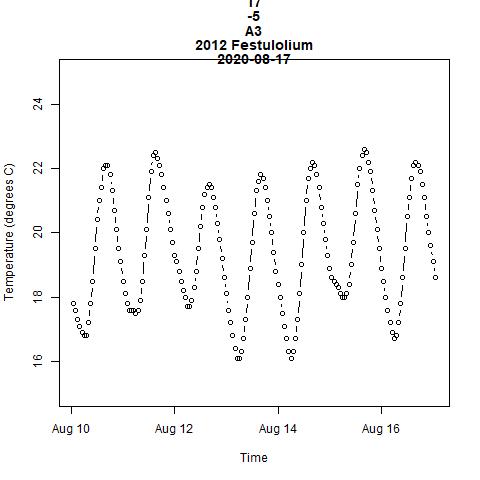 17
-5
A3
2012 Festulolium
2020-08-17
Temperature (degrees C)
24
22
20
18
16
Aug 10
Aug 12
Aug 14
Aug 16
Time